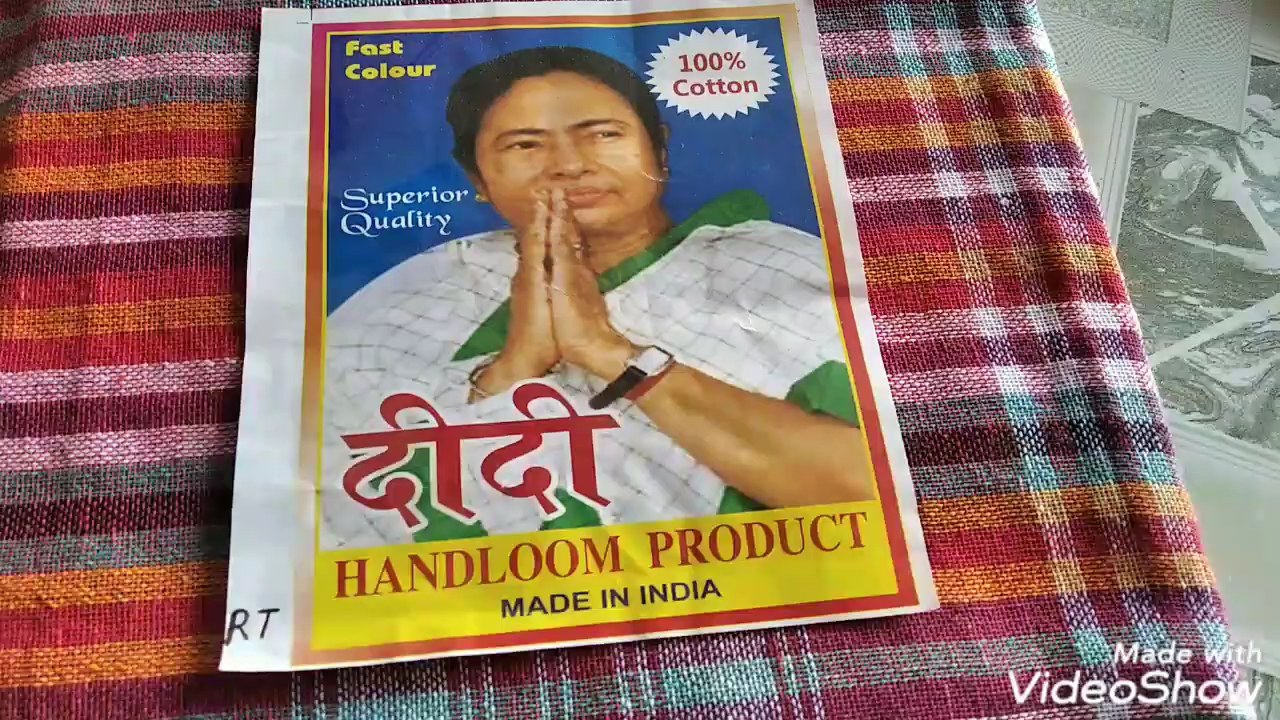 Fast
Colour
100%
Cotton
Superior
Quality
दीदी
HANDLOOM PRODUCT
MADE IN INDIA
RT
Made with
VideoShow